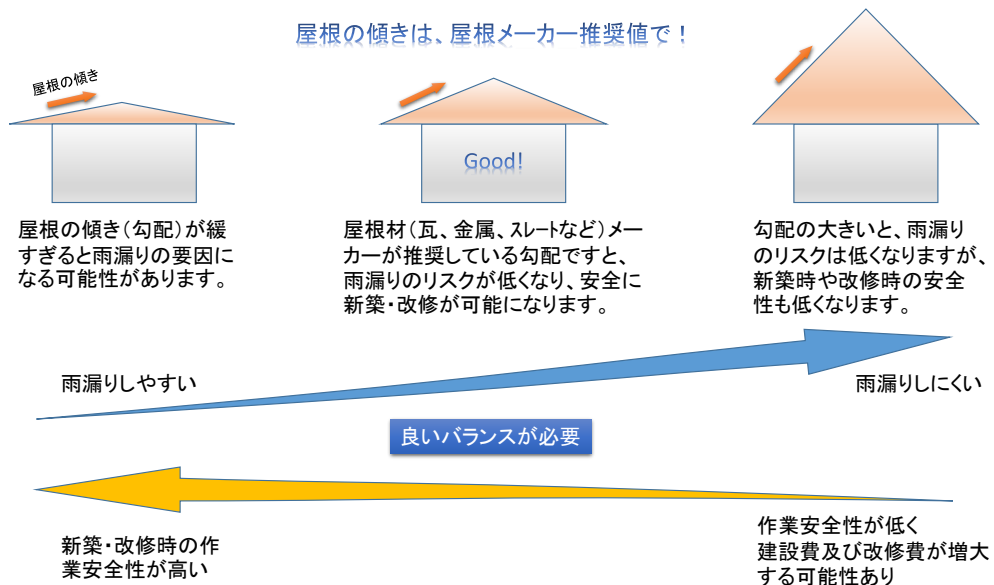 屋根の傾きは、屋根メーカー推奨値で！
屋根の傾き
Good!
屋根の傾き（勾配）が緩
すぎると雨漏りの要因に
なる可能性があります。
屋根材（瓦、金属、ｽﾚｰﾄなど）メー
カーが推奨している勾配ですと、
雨漏りのリスクが低くなり、安全に
新築・改修が可能になります。
勾配の大きいと、雨漏り
のリスクは低くなりますが、
新築時や改修時の安全
性も低くなります。
雨漏りしやすい
雨漏りしにくい
良いバランスが必要
新築・改修時の作
業安全性が高い
作業安全性が低く
建設費及び改修費が増大
する可能性あり